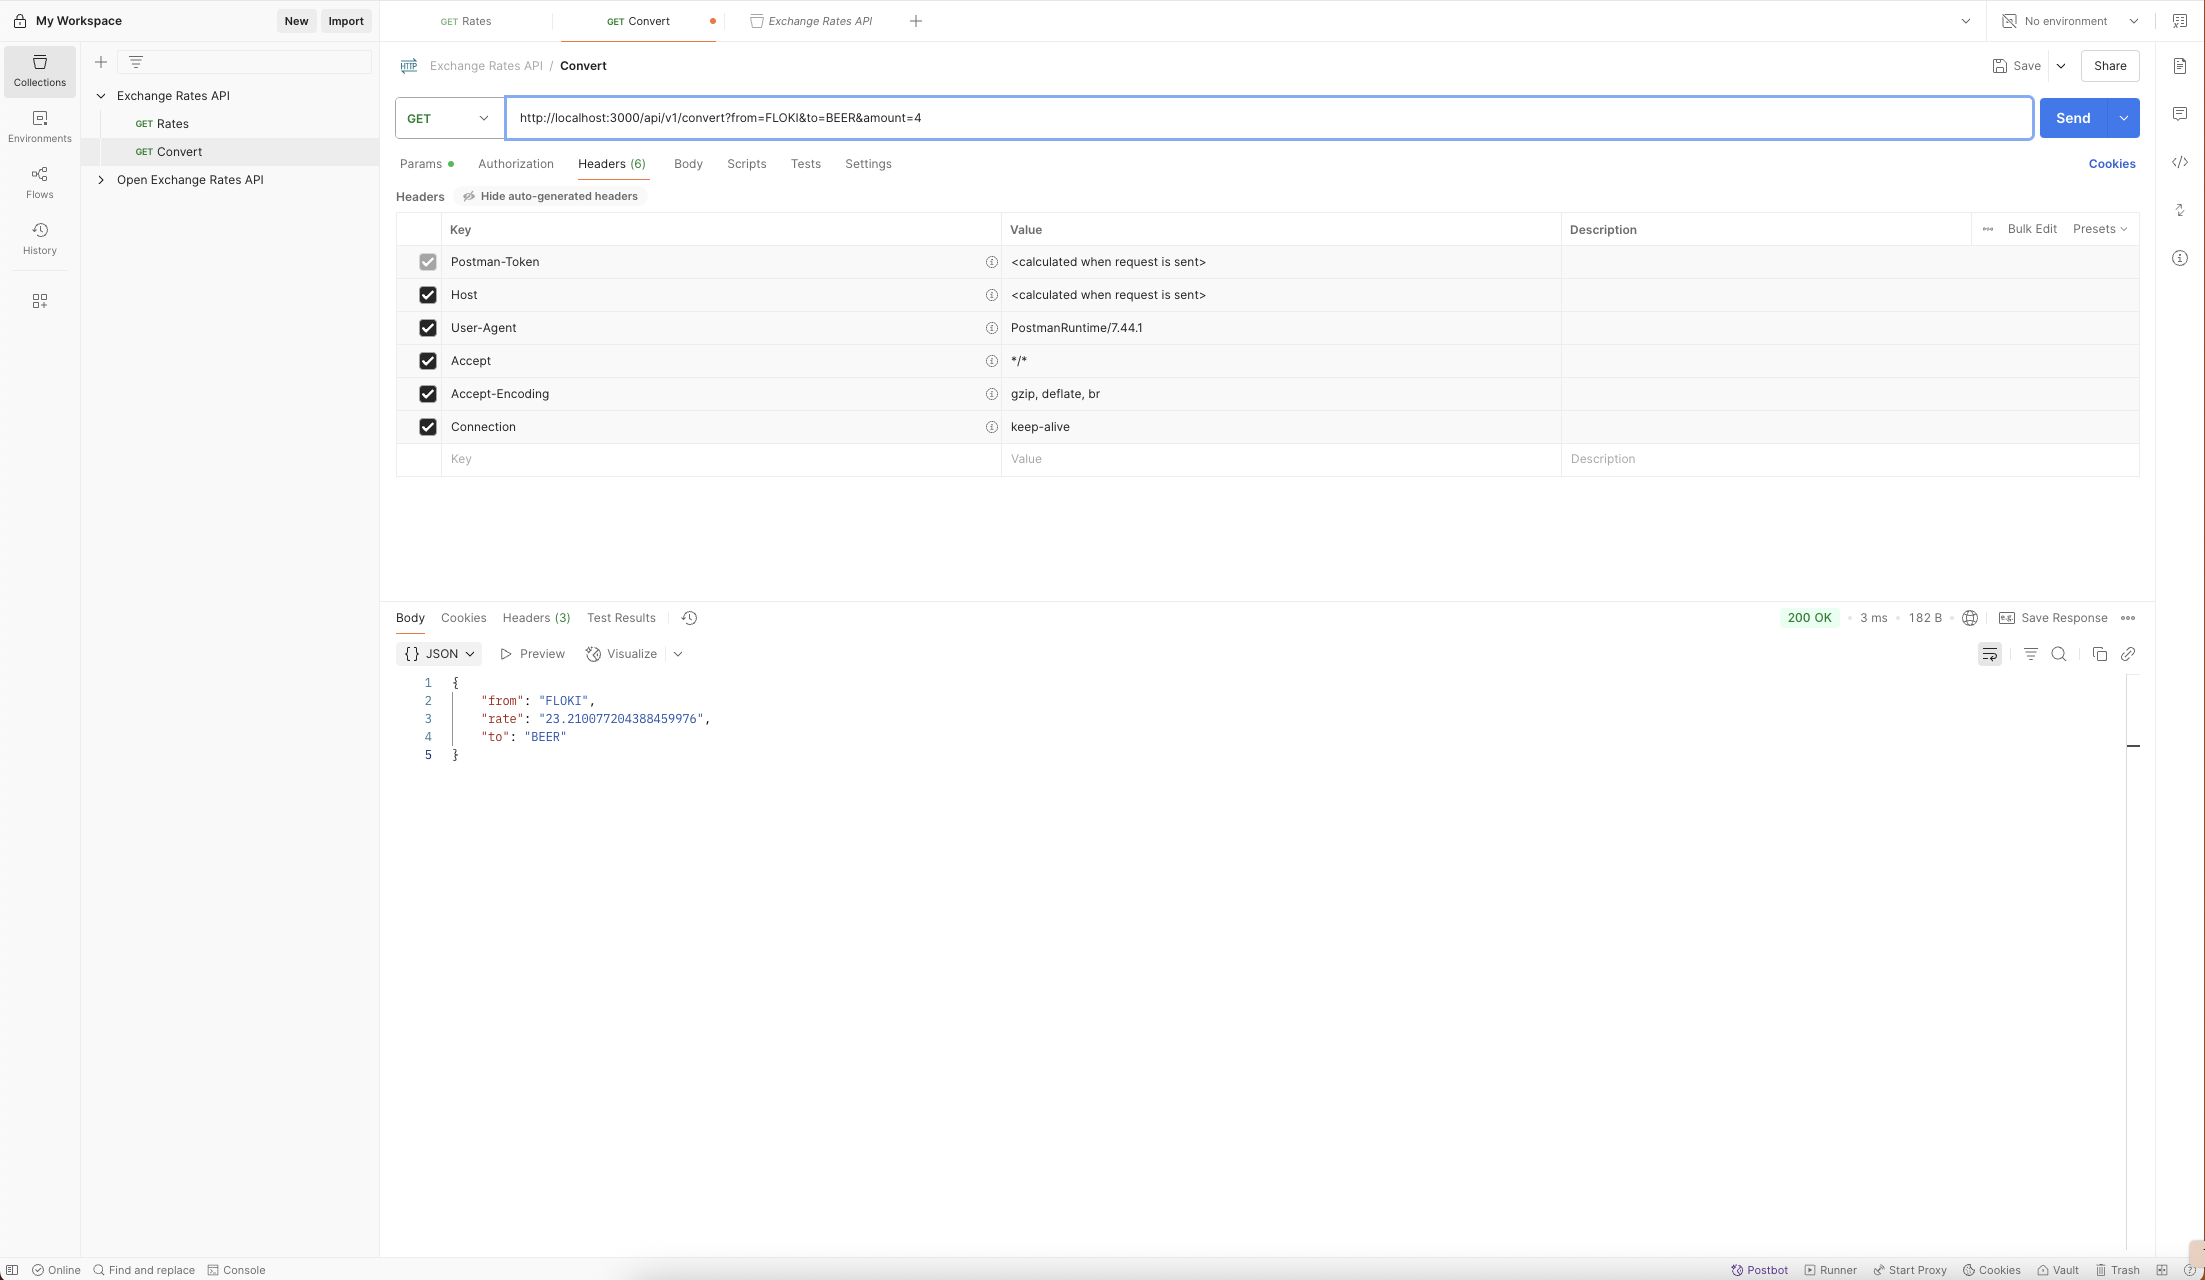 My Workspace
New
Import
GET Rates
GET Convert
Exchange Rates API
No environment
Collections
Environments
Flows
History
Exchange Rates API
GET Rates
GET Convert
Open Exchange Rates API
HTTP Exchange Rates API / Convert
Save
Share
GET
http://localhost:3000/api/v1/convert?from=FLOKI&to=BEER&amount=4
Send
Params
Authorization
Headers (6)
Body
Scripts
Tests
Settings
Cookies
Headers
Hide auto-generated headers
Key Value Description Bulk Edit Presets
Postman-Token <calculated when request is sent>
Host <calculated when request is sent>
User-Agent PostmanRuntime/7.44.1
Accept */*
Accept-Encoding gzip, deflate, br
Connection keep-alive
Key Value Description
Body
Cookies
Headers (3)
Test Results
200 OK • 3 ms • 182 B
e.g. Save Response
{} JSON
Preview
Visualize
1 {
2 "from": "FLOKI",
3 "rate": "23.210077204388459976",
4 "to": "BEER"
5 }
Online
Find and replace
Console
Postbot
Runner
Start Proxy
Cookies
Vault
Trash